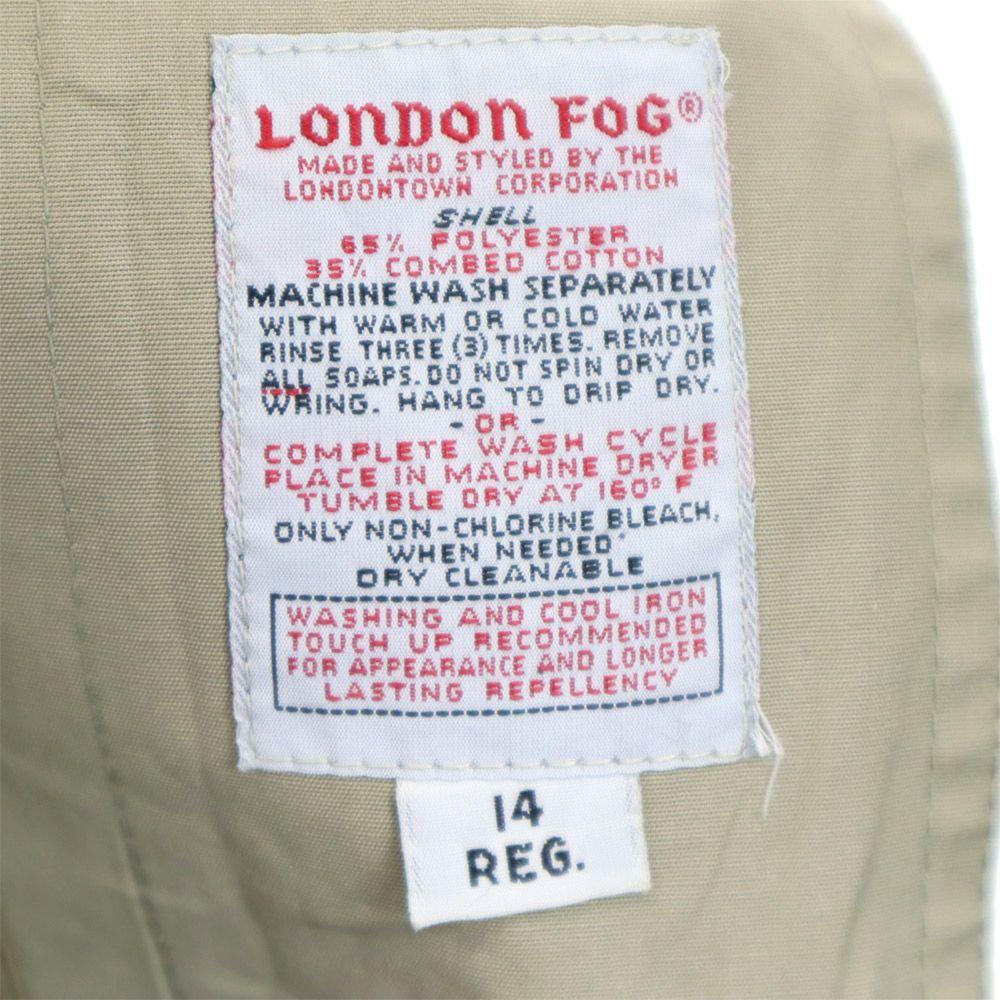 LONDON FOG®
MADE AND STYLED BY THE
LONDONTOWN CORPORATION
SHELL
65% POLYESTER
35% COMBED COTTON
MACHINE WASH SEPARATELY
WITH WARM OR COLD WATER
RINSE THREE (3) TIMES. REMOVE
ALL SOAPS. DO NOT SPIN DRY OR
WRING. HANG TO DRIP DRY.
- OR -
COMPLETE WASH CYCLE
PLACE IN MACHINE DRYER
TUMBLE DRY AT 160° F
ONLY NON-CHLORINE BLEACH,
WHEN NEEDED
DRY CLEANABLE
WASHING AND COOL IRON
TOUCH UP RECOMMENDED
FOR APPEARANCE AND LONGER
LASTING REPELLENCY
14
REG.